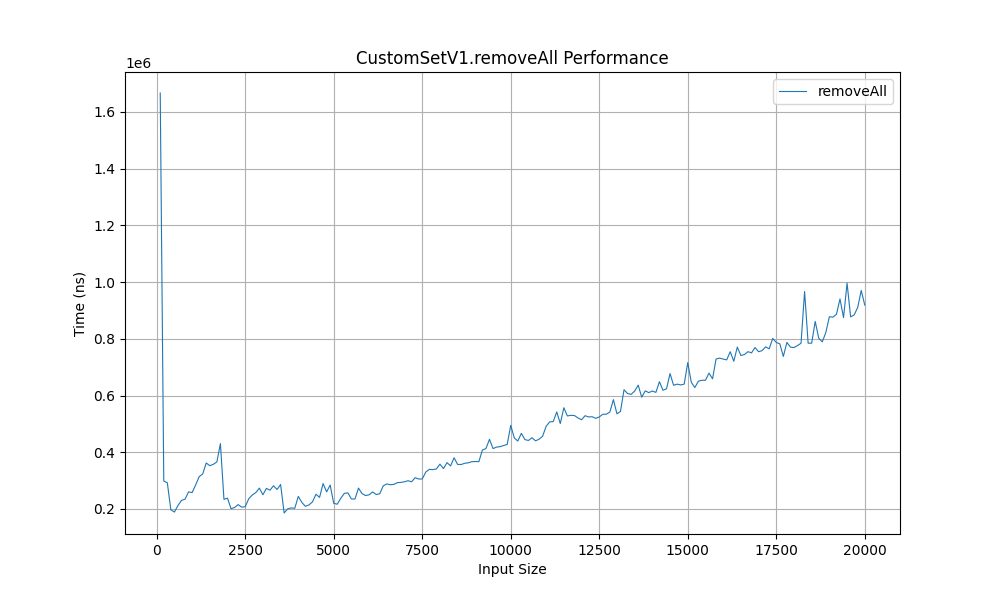 CustomSetV1.removeAll Performance
1e6
removeAll
1.6
1.4
1.2
1.0
0.8
0.6
0.4
0.2
Time (ns)
0 2500 5000 7500 10000 12500 15000 17500 20000
Input Size